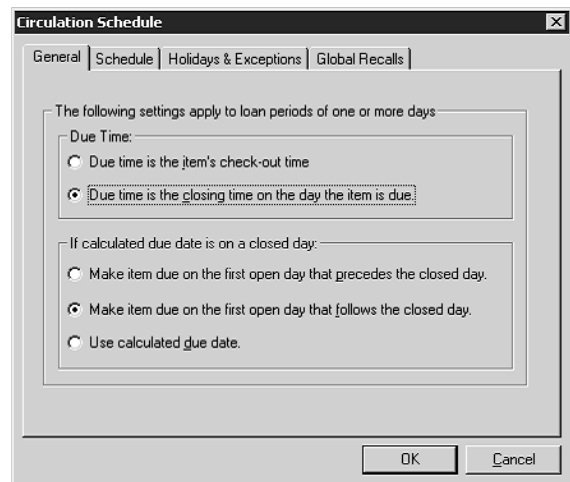 Circulation Schedule
General Schedule Holidays & Exceptions Global Recalls
The following settings apply to loan periods of one or more days
Due Time:
Due time is the item's check-out time
Due time is the closing time on the day the item is due.
If calculated due date is on a closed day:
Make item due on the first open day that precedes the closed day.
Make item due on the first open day that follows the closed day.
Use calculated due date.
OK Cancel